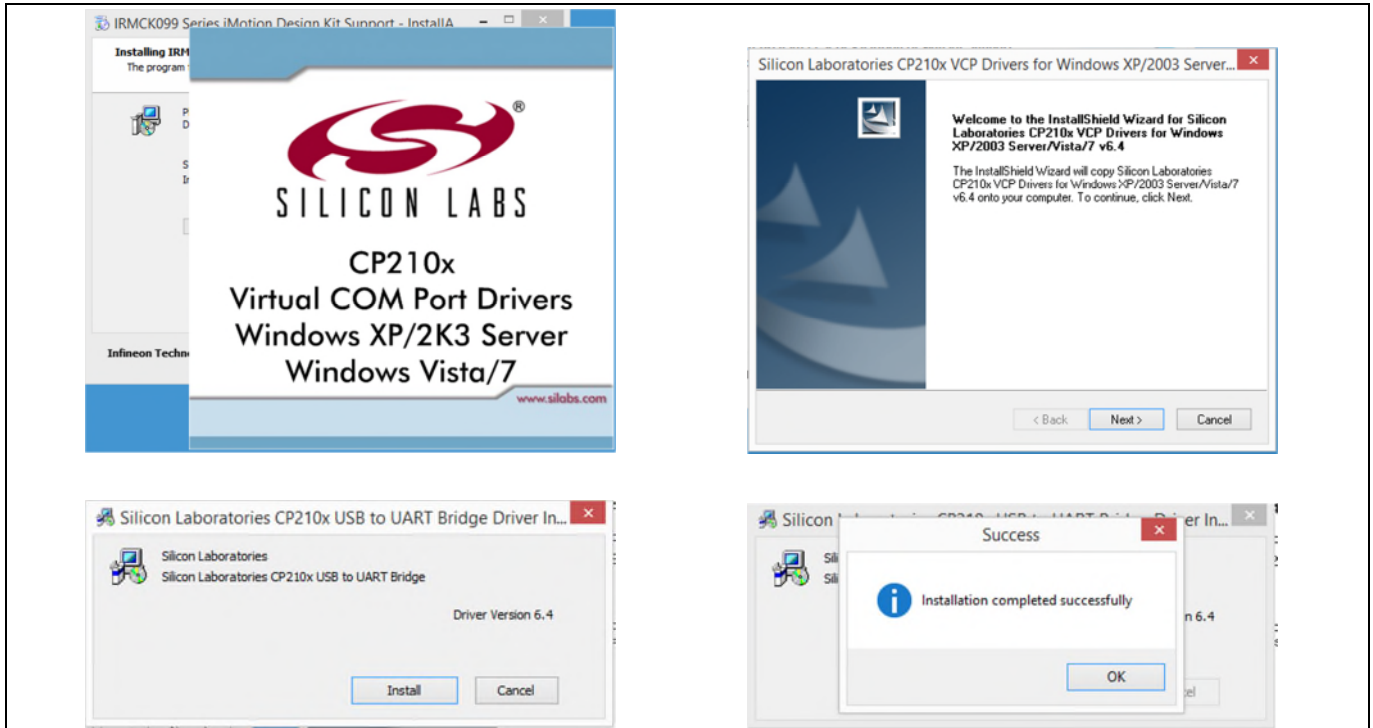 IRMCK099 Series iMotion Design Kit Support - InstallA
Installing IRM
The program
P
D
S
In
Infineon Techn
®
SILICON LABS
CP210x
Virtual COM Port Drivers
Windows XP/2K3 Server
Windows Vista/7
www.silabs.com
Silicon Laboratories CP210x VCP Drivers for Windows XP/2003 Server...
Welcome to the InstallShield Wizard for Silicon
Laboratories CP210x VCP Drivers for Windows
XP/2003 Server/Vista/7 v6.4
The InstallShield Wizard will copy Silicon Laboratories
CP210x VCP Drivers for Windows XP/2003 Server/Vista/7
v6.4 onto your computer. To continue, click Next.
< Back Next > Cancel
Silicon Laboratories CP210x USB to UART Bridge Driver In...
Silicon Laboratories
Silicon Laboratories CP210x USB to UART Bridge
Driver Version 6.4
Install Cancel
Silicon
er In...
Success
Sili
Sili
Installation completed successfully
n 6.4
OK